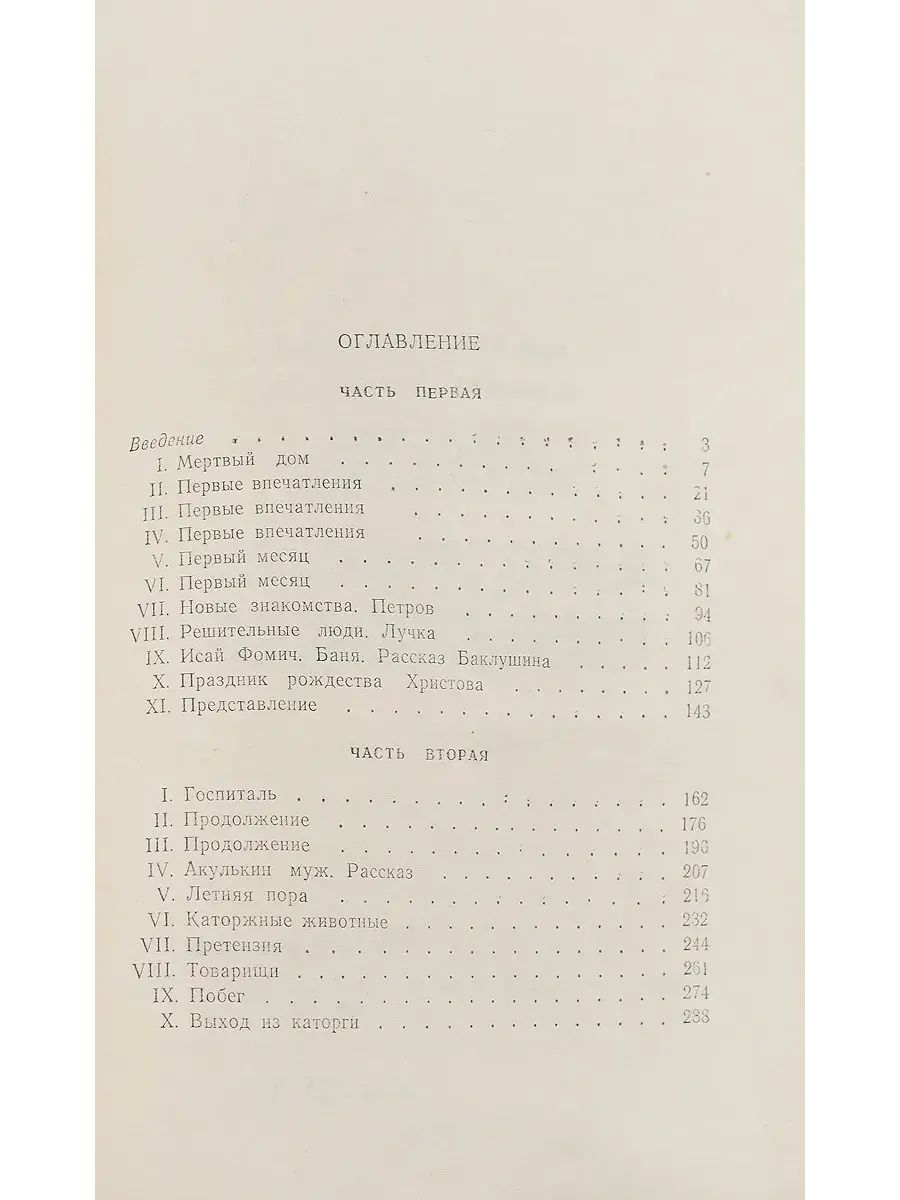 ОГЛАВЛЕНИЕ
ЧАСТЬ ПЕРВАЯ
Введение . . . . . . . . . . . . . . . . . . . 3
I. Мертвый дом . . . . . . . . . . . . . . 7
II. Первые впечатления . . . . . . . . . . . . 21
III. Первые впечатления . . . . . . . . . . . 36
IV. Первые впечатления . . . . . . . . . . . 50
V. Первый месяц . . . . . . . . . . . . . . 67
VI. Первый месяц . . . . . . . . . . . . . . 81
VII. Новые знакомства. Петров . . . . . . . . . 94
VIII. Решительные люди. Лучка . . . . . . . . . 106
IX. Исай Фомич. Баня. Рассказ Баклушина . . . . . 112
X. Праздник рождества Христова . . . . . . . 127
XI. Представление . . . . . . . . . . . . . . 143
ЧАСТЬ ВТОРАЯ
I. Госпиталь . . . . . . . . . . . . . . . . 162
II. Продолжение . . . . . . . . . . . . . . 176
III. Продолжение . . . . . . . . . . . . . . 196
IV. Акулькин муж. Рассказ . . . . . . . . . . 207
V. Летняя пора . . . . . . . . . . . . . . 216
VI. Каторжные животные . . . . . . . . . . . 232
VII. Претензия . . . . . . . . . . . . . . . 244
VIII. Товарищи . . . . . . . . . . . . . . . 261
IX. Побег . . . . . . . . . . . . . . . . . 274
X. Выход из каторги . . . . . . . . . . . . 288